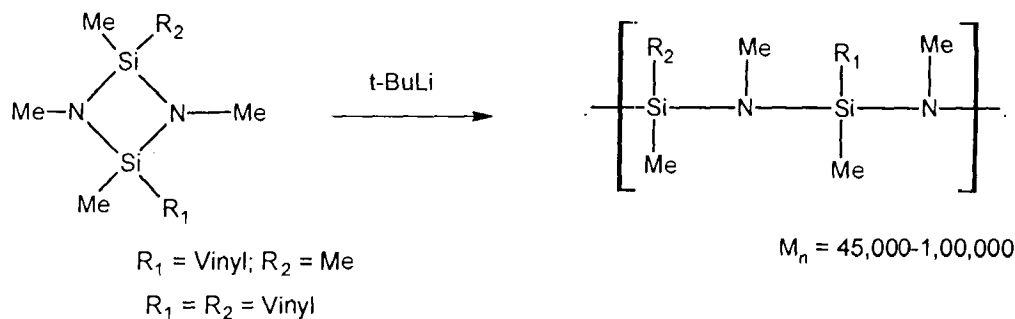 Me R₂
Si
Me—N N—Me
Si
Me R₁
t-BuLi
R₂ Me R₁ Me
Si N Si N
Me Me
R₁ = Vinyl; R₂ = Me
R₁ = R₂ = Vinyl
Mₙ = 45,000-1,00,000